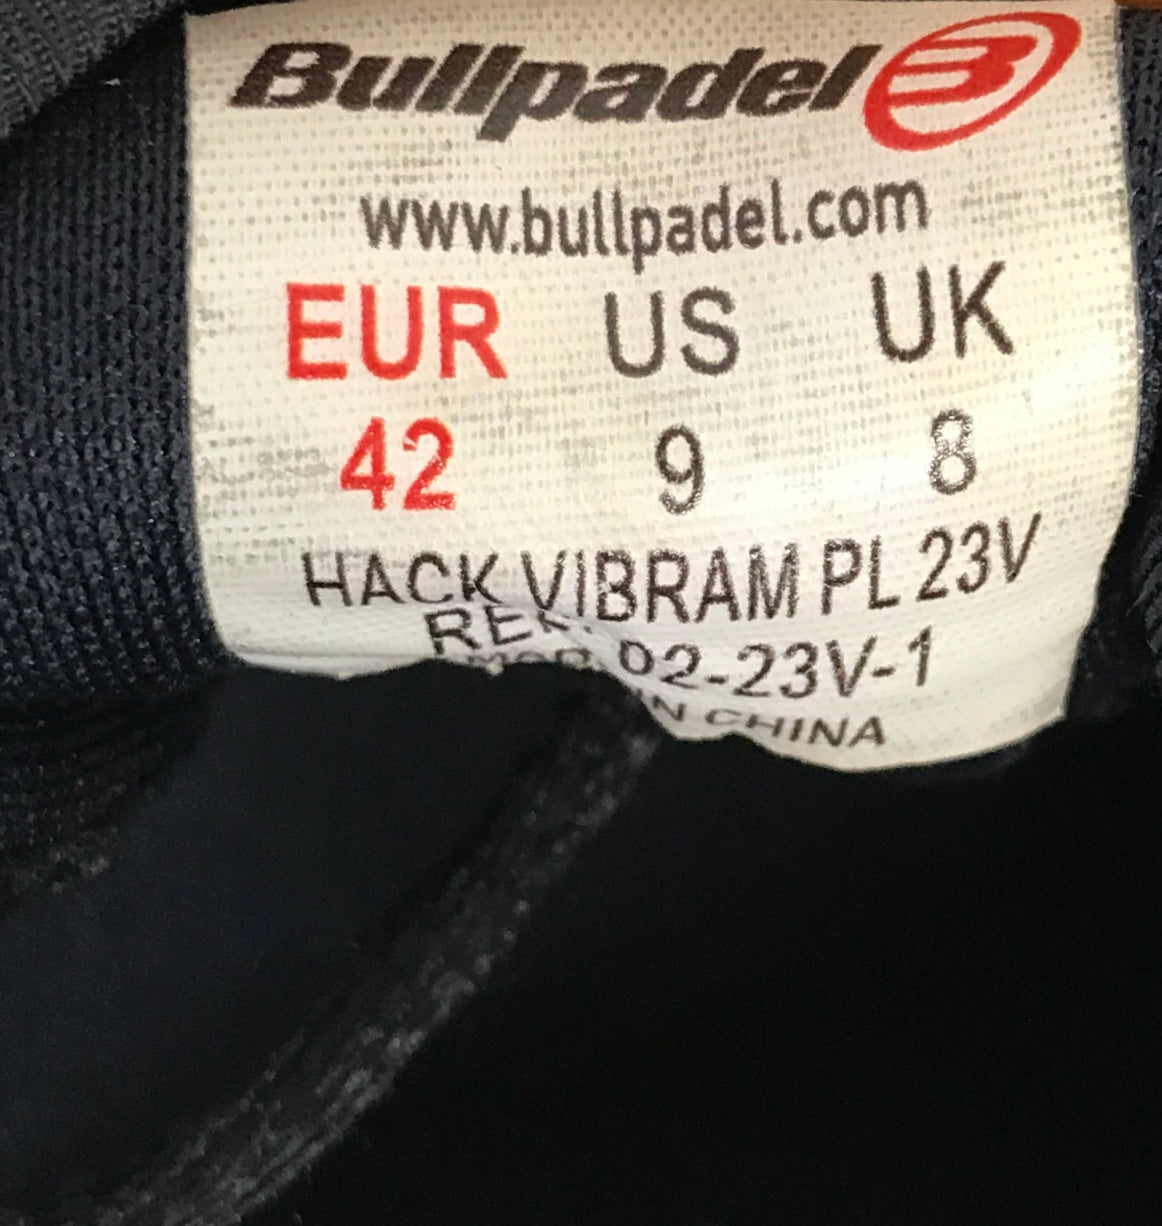 Bullpadel
www.bullpadel.com
EUR US UK
42 9 8
HACK VIBRAM PL 23V
02-23V-1
CHINA